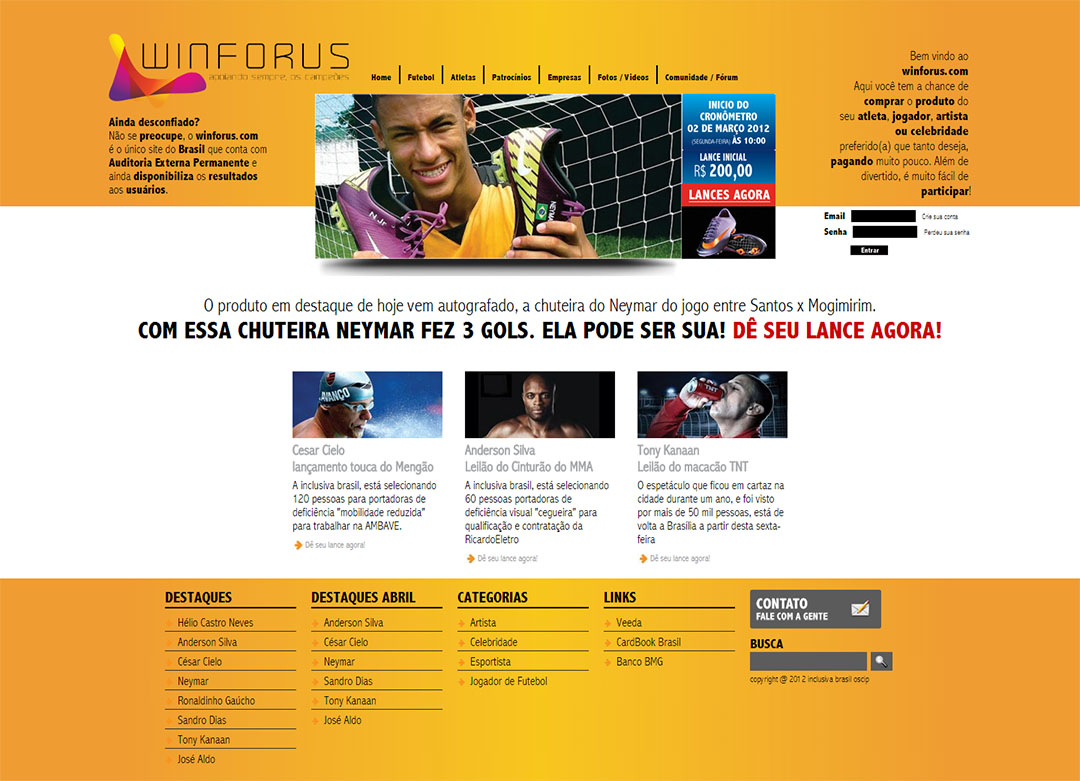 WINFORUS
apoiando sempre, os campeões
Home
Futebol
Atletas
Patrocínios
Empresas
Fotos / Vídeos
Comunidade / Fórum
Ainda desconfiado?
Não se preocupe, o winforus.com
é o único site do Brasil que conta com
Auditoria Externa Permanente e
ainda disponibiliza os resultados
aos usuários.
N Jr
NEYMAR
INICIO DO
CRONÔMETRO
02 DE MARÇO 2012
(SEGUNDA-FEIRA) ÀS 10:00
LANCE INICIAL
R$ 200,00
LANCES AGORA
Bem vindo ao
winforus.com
Aqui você tem a chance de
comprar o produto do
seu atleta, jogador, artista
ou celebridade
preferido(a) que tanto deseja,
pagando muito pouco. Além de
divertido, é muito fácil de
participar!
Email
Crie sua conta
Senha
Perdeu sua senha
Entrar
O produto em destaque de hoje vem autografado, a chuteira do Neymar do jogo entre Santos x Mogimirim.
COM ESSA CHUTEIRA NEYMAR FEZ 3 GOLS. ELA PODE SER SUA! DÊ SEU LANCE AGORA!
AVANÇO
Cesar Cielo
lançamento touca do Mengão
A inclusiva brasil, está selecionando
120 pessoas para portadores de
deficiência "mobilidade reduzida"
para trabalhar na AMBAVE.
Dê seu lance agora!
Anderson Silva
Leilão do Cinturão do MMA
A inclusiva brasil, está selecionando
60 pessoas portadores de
deficiência visual "cegueira" para
qualificação e contratação da
RicardoEletro
Dê seu lance agora!
TNT
Tony Kanaan
Leilão do macacão TNT
O espetáculo que ficou em cartaz na
cidade durante um ano, e foi visto
por mais de 50 mil pessoas, está de
volta a Brasília a partir desta sexta-
feira
Dê seu lance agora!
DESTAQUES
Hélio Castro Neves
Anderson Silva
César Cielo
Neymar
Ronaldinho Gaúcho
Sandro Dias
Tony Kanaan
José Aldo
DESTAQUES ABRIL
Anderson Silva
César Cielo
Neymar
Sandro Dias
Tony Kanaan
José Aldo
CATEGORIAS
Artista
Celebridade
Esportista
Jogador de Futebol
LINKS
Veeda
CardBook Brasil
Banco BMG
CONTATO
FALE COM A GENTE
BUSCA
copyright @ 2012 inclusiva brasil oscip